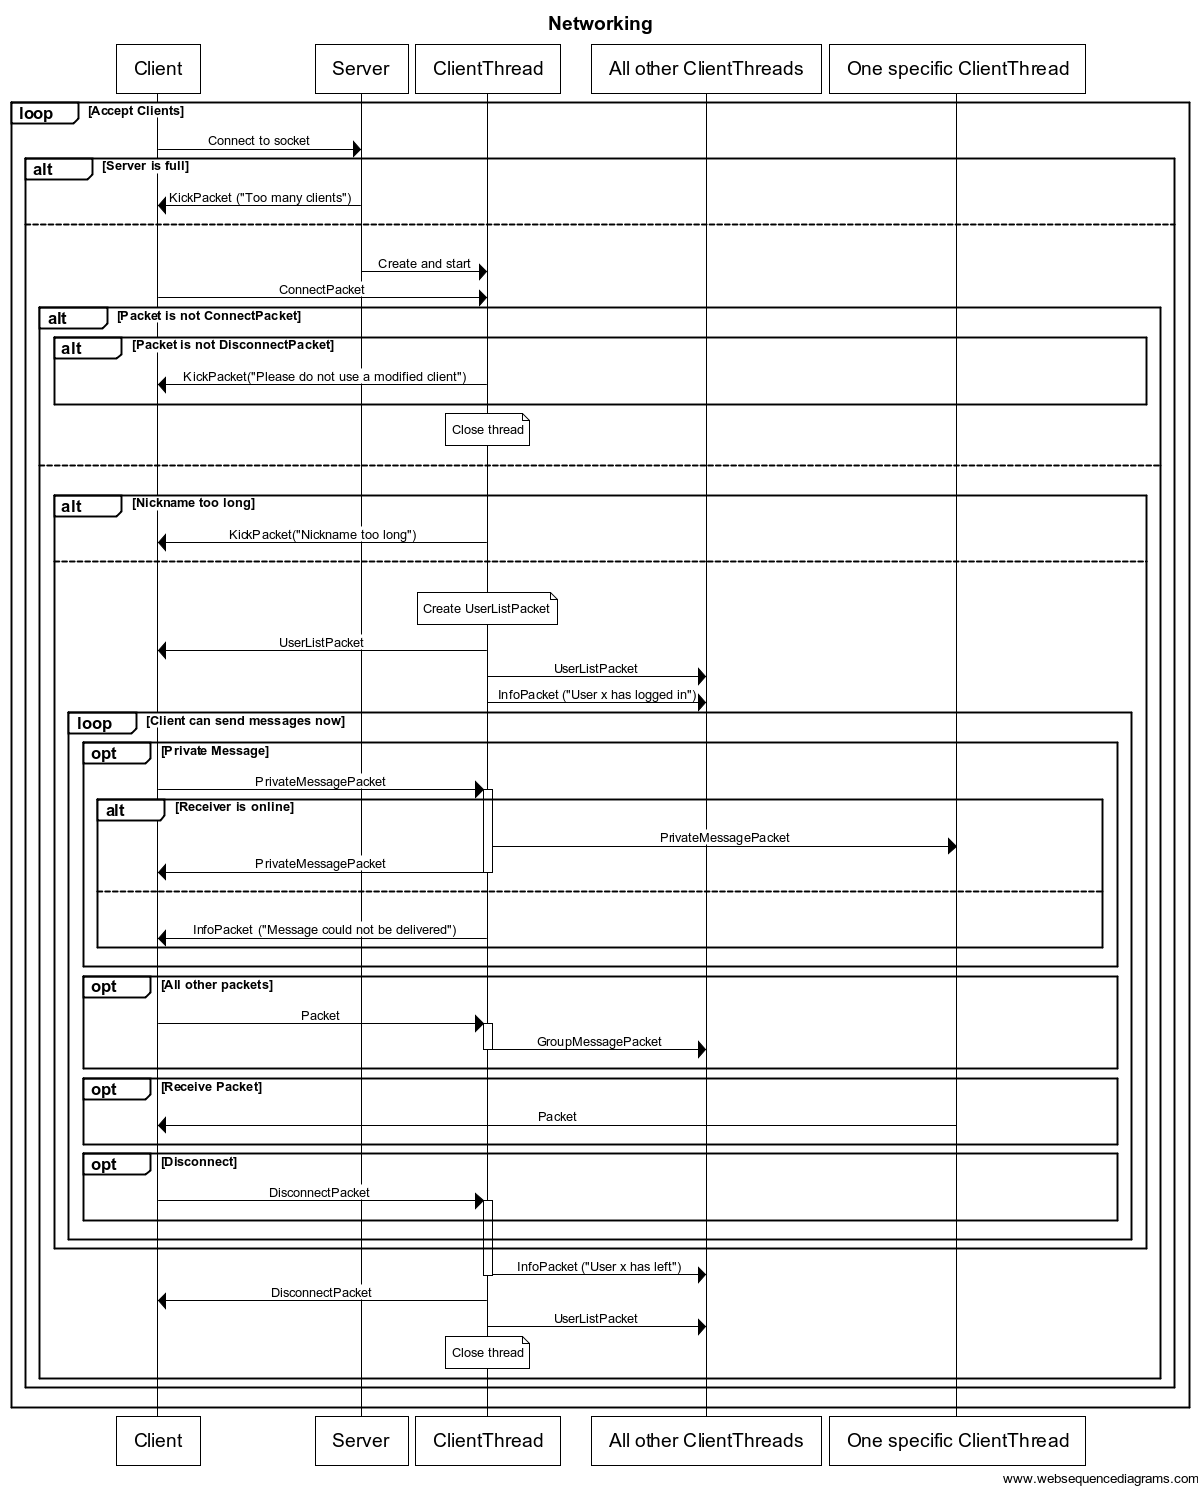 Networking
Client
Server
ClientThread
All other ClientThreads
One specific ClientThread
loop
[Accept Clients]
Connect to socket
alt
[Server is full]
KickPacket ("Too many clients")
Create and start
ConnectPacket
alt
[Packet is not ConnectPacket]
alt
[Packet is not DisconnectPacket]
KickPacket("Please do not use a modified client")
Close thread
alt
[Nickname too long]
KickPacket("Nickname too long")
Create UserListPacket
UserListPacket
UserListPacket
InfoPacket ("User x has logged in")
loop
[Client can send messages now]
opt
[Private Message]
PrivateMessagePacket
alt
[Receiver is online]
PrivateMessagePacket
PrivateMessagePacket
InfoPacket ("Message could not be delivered")
opt
[All other packets]
Packet
GroupMessagePacket
opt
[Receive Packet]
Packet
opt
[Disconnect]
DisconnectPacket
InfoPacket ("User x has left")
DisconnectPacket
UserListPacket
Close thread
Client
Server
ClientThread
All other ClientThreads
One specific ClientThread
www.websequencediagrams.com